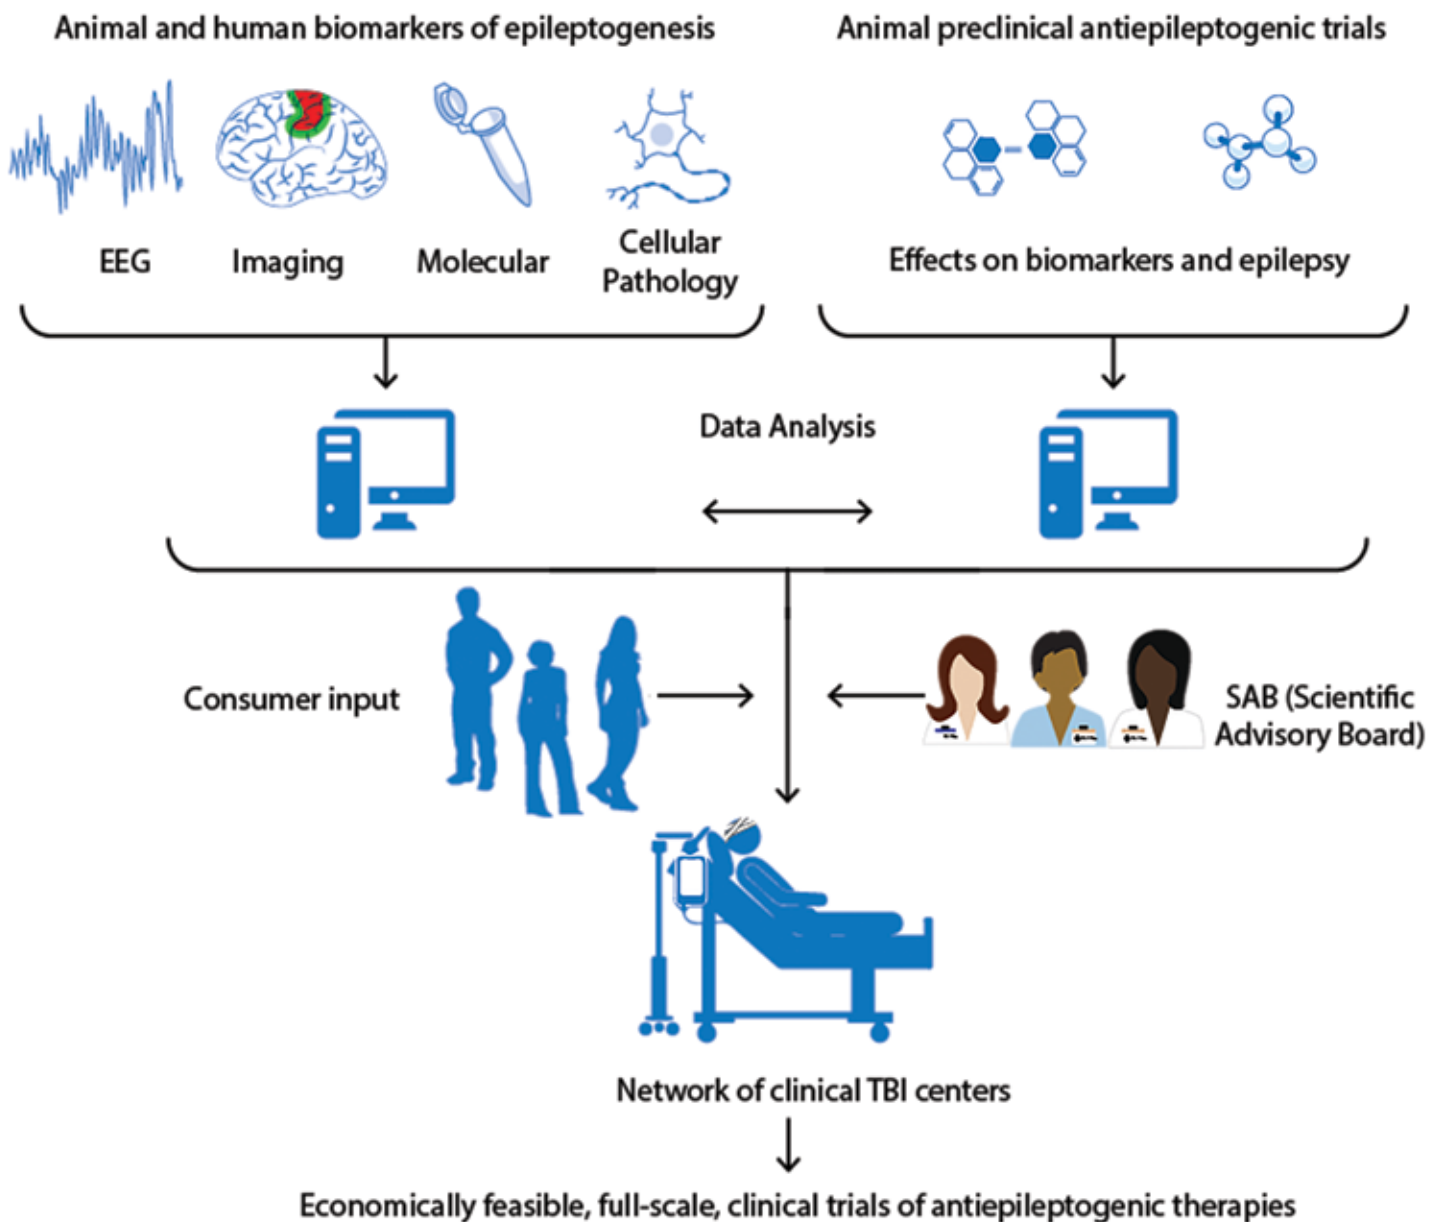 Animal and human biomarkers of epileptogenesis
Animal preclinical antiepileptogenic trials
EEG
Imaging
Molecular
Cellular
Pathology
Effects on biomarkers and epilepsy
Data Analysis
Consumer input
SAB (Scientific
Advisory Board)
Network of clinical TBI centers
Economically feasible, full-scale, clinical trials of antiepileptogenic therapies